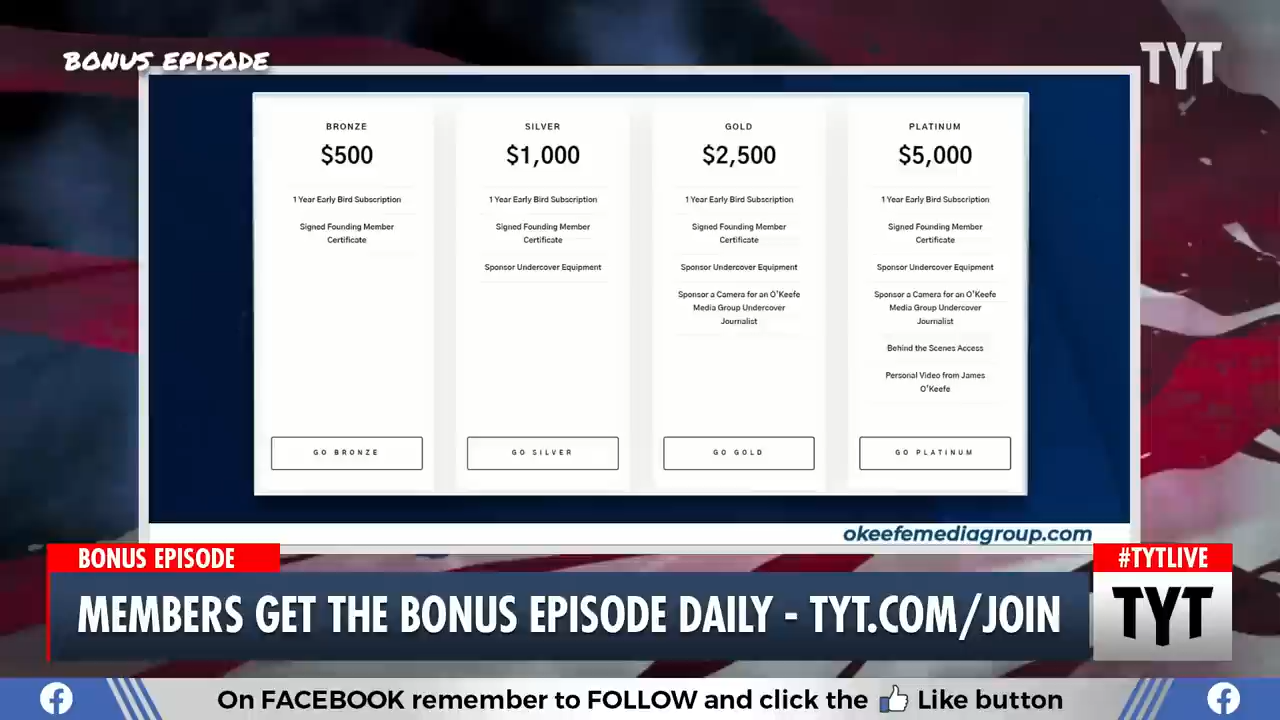 BONUS EPISODE
TYT
BRONZE
$500
1 Year Early Bird Subscription
Signed Founding Member
Certificate
GO BRONZE
SILVER
$1,000
1 Year Early Bird Subscription
Signed Founding Member
Certificate
Sponsor Undercover Equipment
GO SILVER
GOLD
$2,500
1 Year Early Bird Subscription
Signed Founding Member
Certificate
Sponsor Undercover Equipment
Sponsor a Camera for an O'Keefe
Media Group Undercover
Journalist
GO GOLD
PLATINUM
$5,000
1 Year Early Bird Subscription
Signed Founding Member
Certificate
Sponsor Undercover Equipment
Sponsor a Camera for an O'Keefe
Media Group Undercover
Journalist
Behind the Scenes Access
Personal Video from James
O'Keefe
GO PLATINUM
okeefemediagroup.com
BONUS EPISODE
#TYTLIVE
MEMBERS GET THE BONUS EPISODE DAILY - TYT.COM/JOIN
TYT
On FACEBOOK remember to FOLLOW and click the Like button